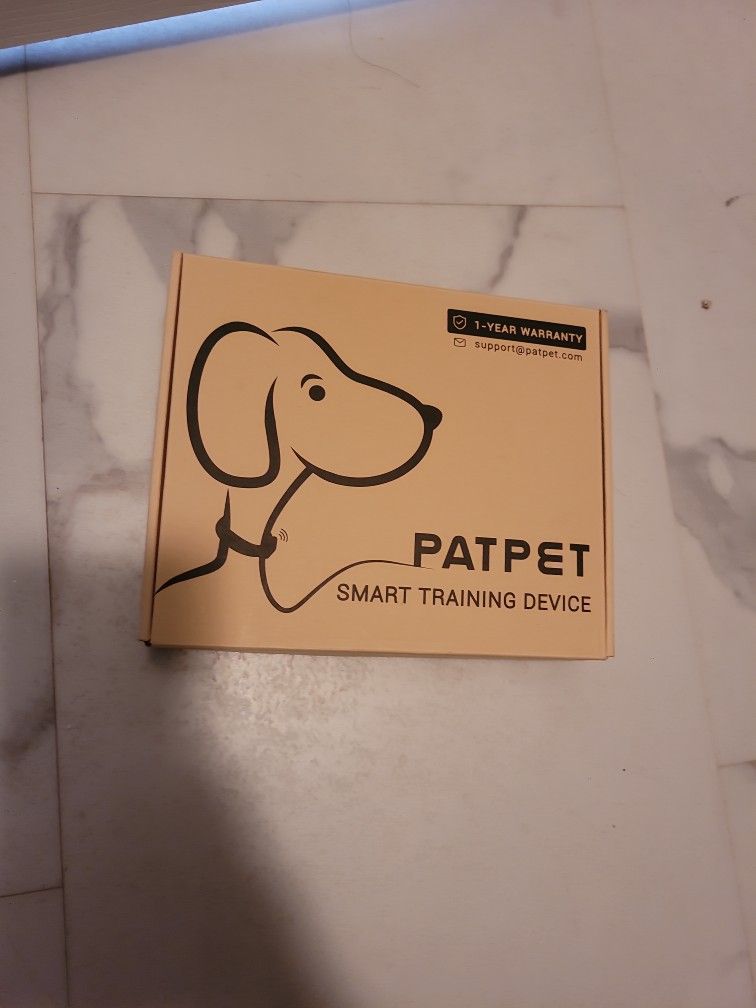 1-YEAR WARRANTY
support@patpet.com
PATPET
SMART TRAINING DEVICE